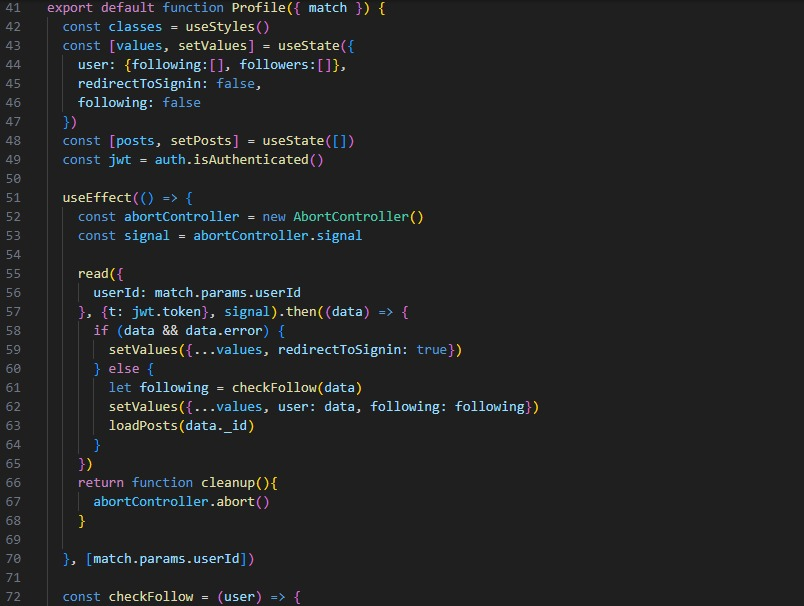 41 export default function Profile({ match }) {
42   const classes = useStyles()
43   const [values, setValues] = useState({
44     user: {following:[], followers:[]},
45     redirectToSignin: false,
46     following: false
47   })
48   const [posts, setPosts] = useState([])
49   const jwt = auth.isAuthenticated()
50
51   useEffect(() => {
52     const abortController = new AbortController()
53     const signal = abortController.signal
54
55     read({
56       userId: match.params.userId
57     }, {t: jwt.token}, signal).then((data) => {
58       if (data && data.error) {
59         setValues({...values, redirectToSignin: true})
60       } else {
61         let following = checkFollow(data)
62         setValues({...values, user: data, following: following})
63         loadPosts(data._id)
64       }
65     })
66     return function cleanup(){
67       abortController.abort()
68     }
69
70   }, [match.params.userId])
71
72   const checkFollow = (user) => {